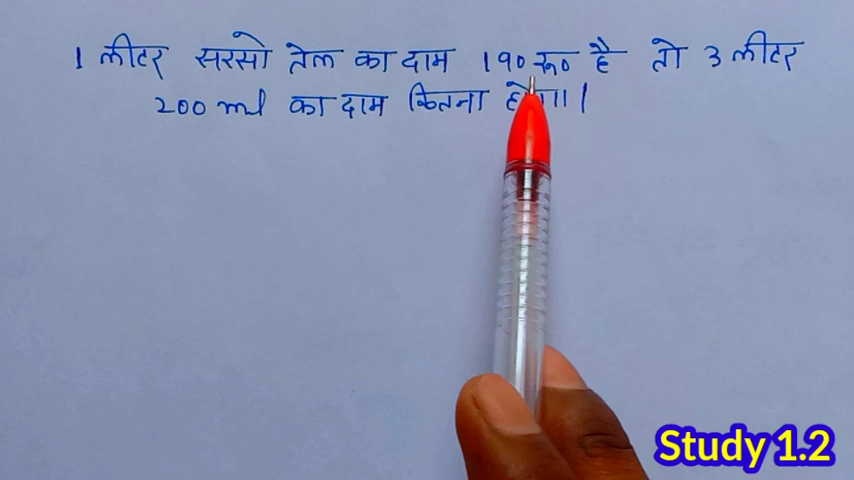 1 लीटर सरसो तेल का दाम 190 रू० है तो 3 लीटर
200 ml का दाम कितना होगा।
Study 1.2